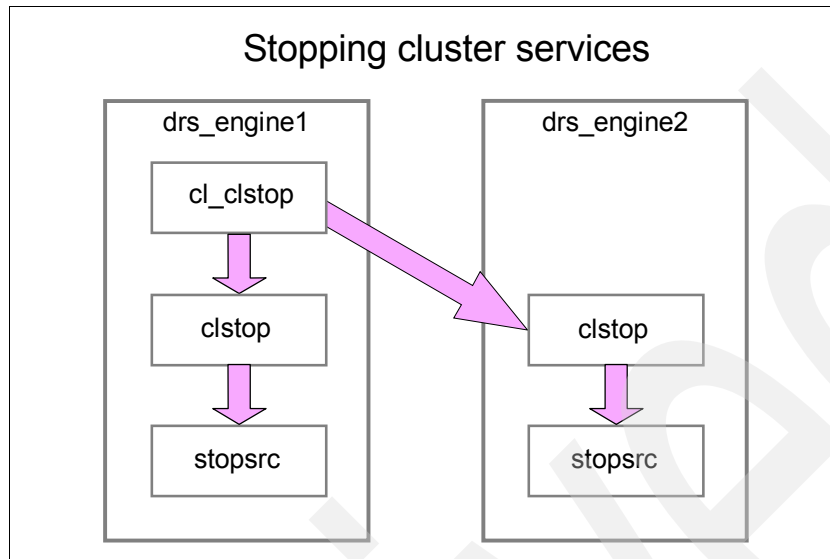 Stopping cluster services
drs_engine1
cl_clstop
clstop
stopsrc
drs_engine2
clstop
stopsrc